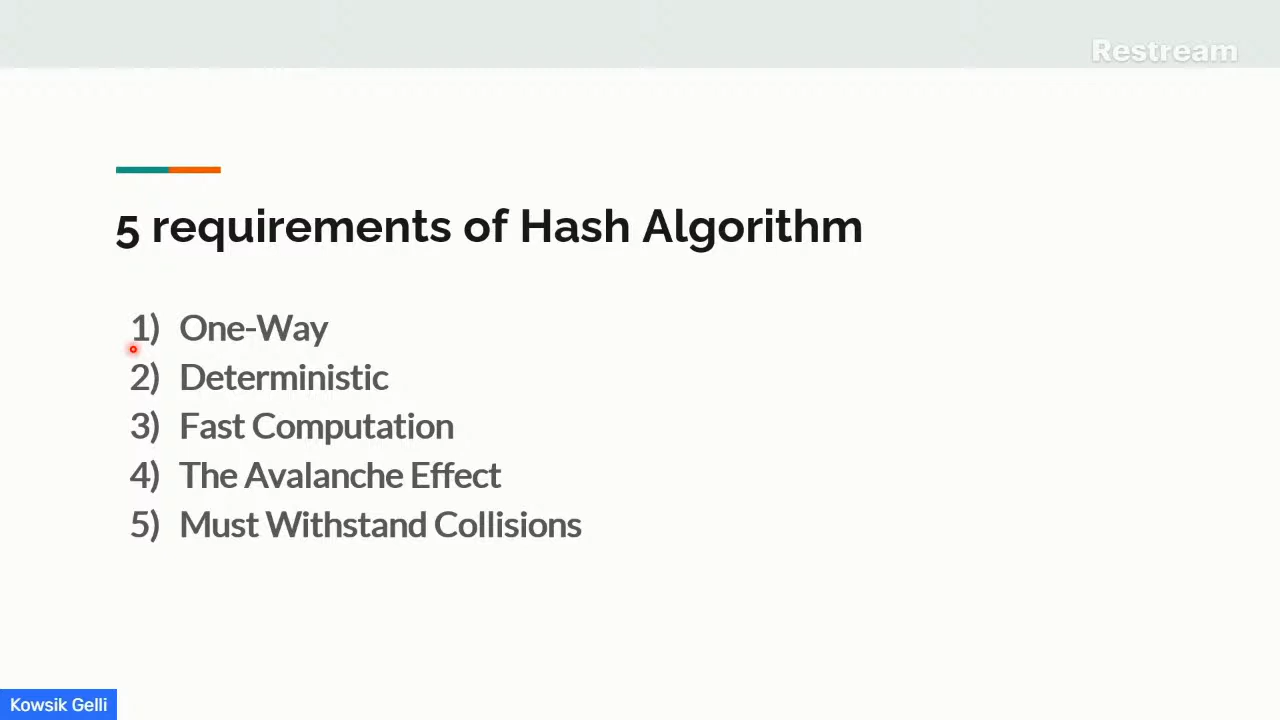 Restream
5 requirements of Hash Algorithm
1) One-Way
2) Deterministic
3) Fast Computation
4) The Avalanche Effect
5) Must Withstand Collisions
Kowsik Gelli